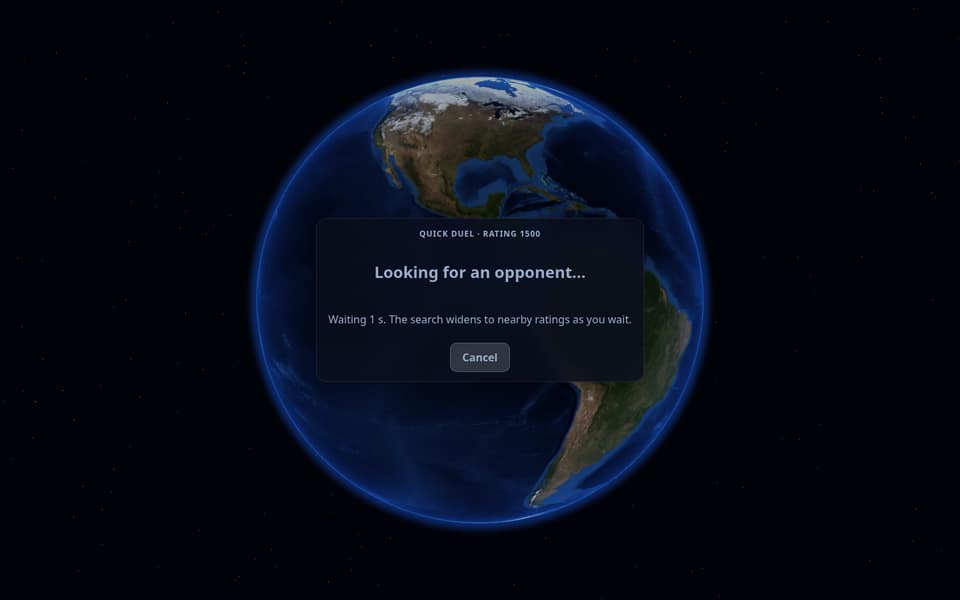 QUICK DUEL · RATING 1500
Looking for an opponent...
Waiting 1 s. The search widens to nearby ratings as you wait.
Cancel